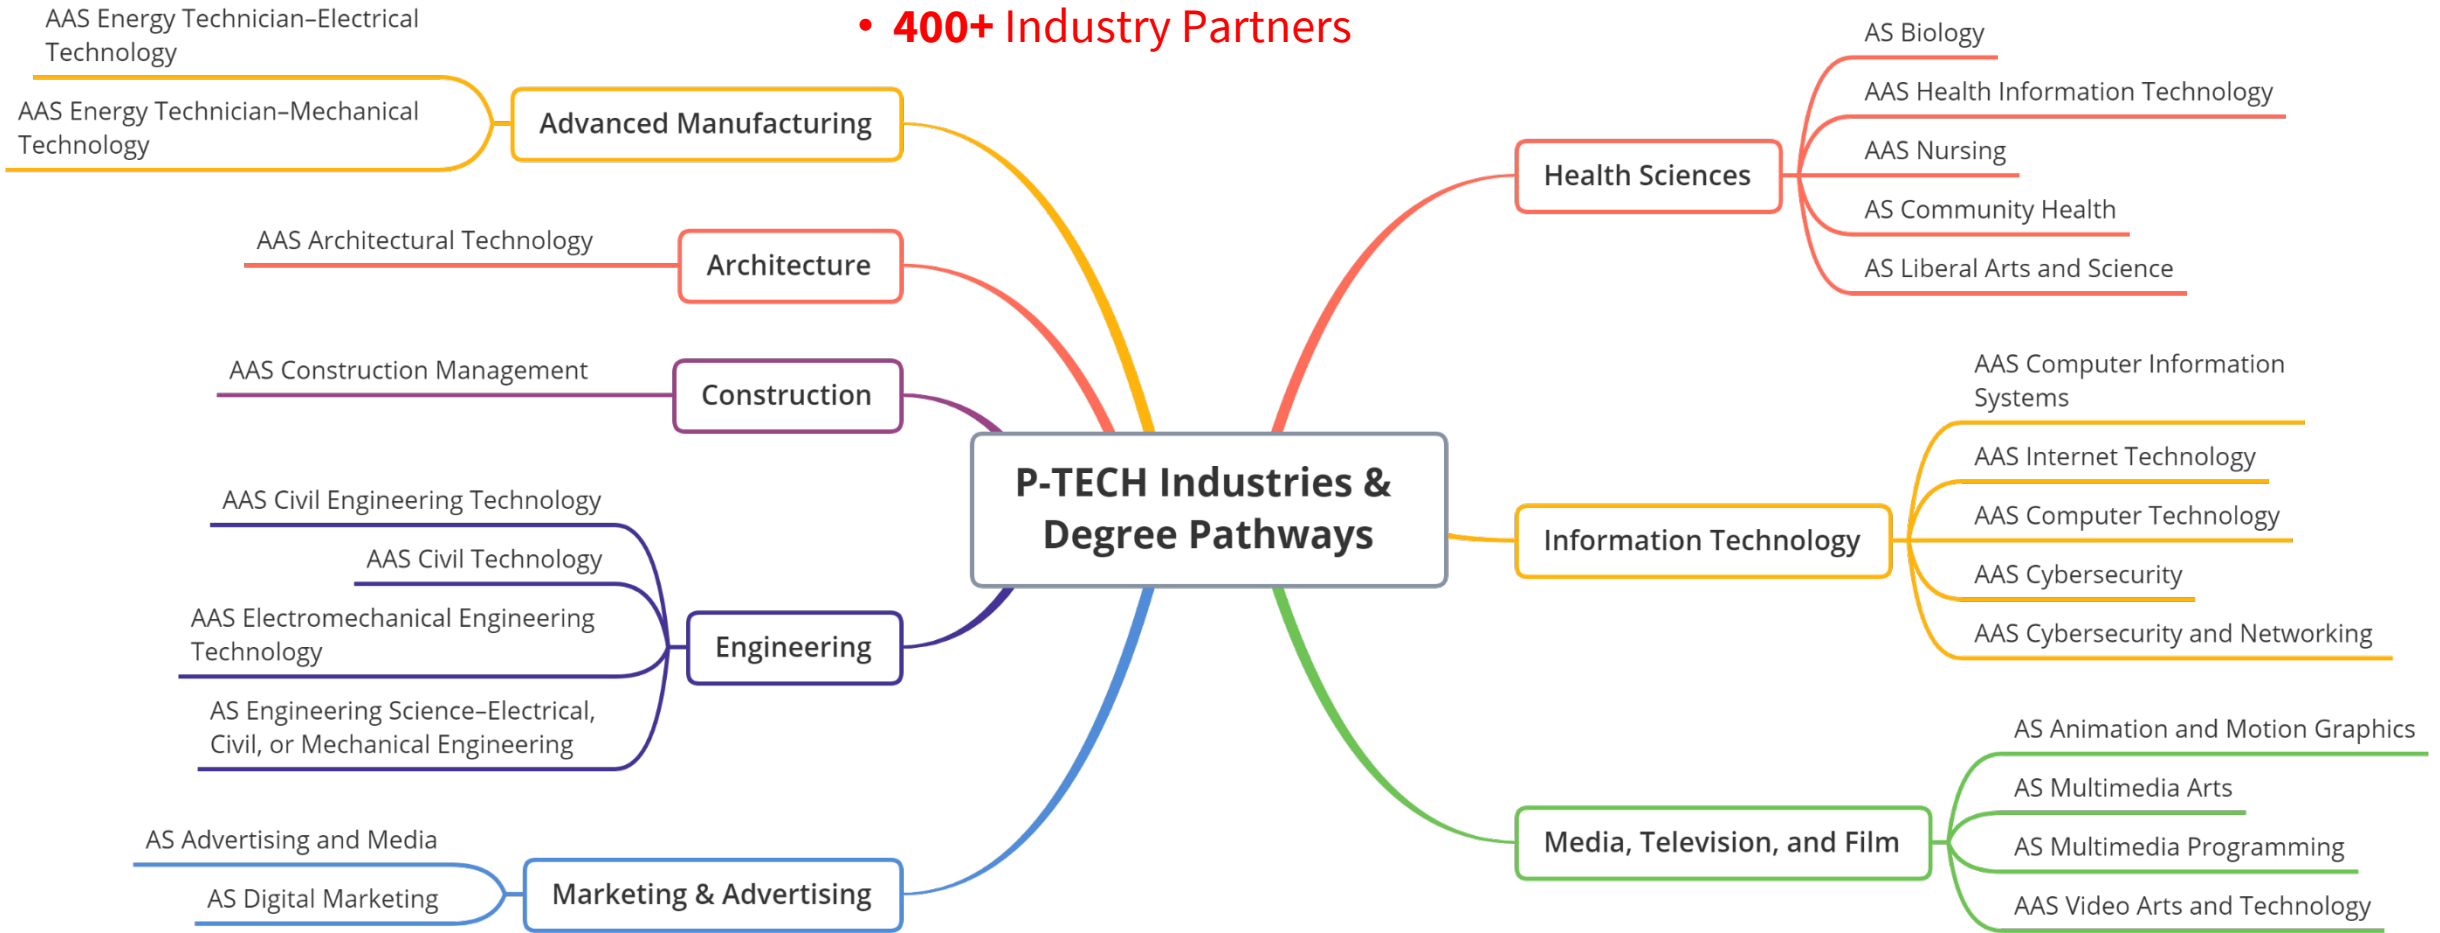 • 400+ Industry Partners
AAS Energy Technician–Electrical
Technology
AAS Energy Technician–Mechanical
Technology
Advanced Manufacturing
AAS Architectural Technology
Architecture
AAS Construction Management
Construction
AAS Civil Engineering Technology
AAS Civil Technology
AAS Electromechanical Engineering
Technology
AS Engineering Science–Electrical,
Civil, or Mechanical Engineering
Engineering
AS Advertising and Media
AS Digital Marketing
Marketing & Advertising
P-TECH Industries &
Degree Pathways
Health Sciences
AS Biology
AAS Health Information Technology
AAS Nursing
AS Community Health
AS Liberal Arts and Science
Information Technology
AAS Computer Information
Systems
AAS Internet Technology
AAS Computer Technology
AAS Cybersecurity
AAS Cybersecurity and Networking
Media, Television, and Film
AS Animation and Motion Graphics
AS Multimedia Arts
AS Multimedia Programming
AAS Video Arts and Technology